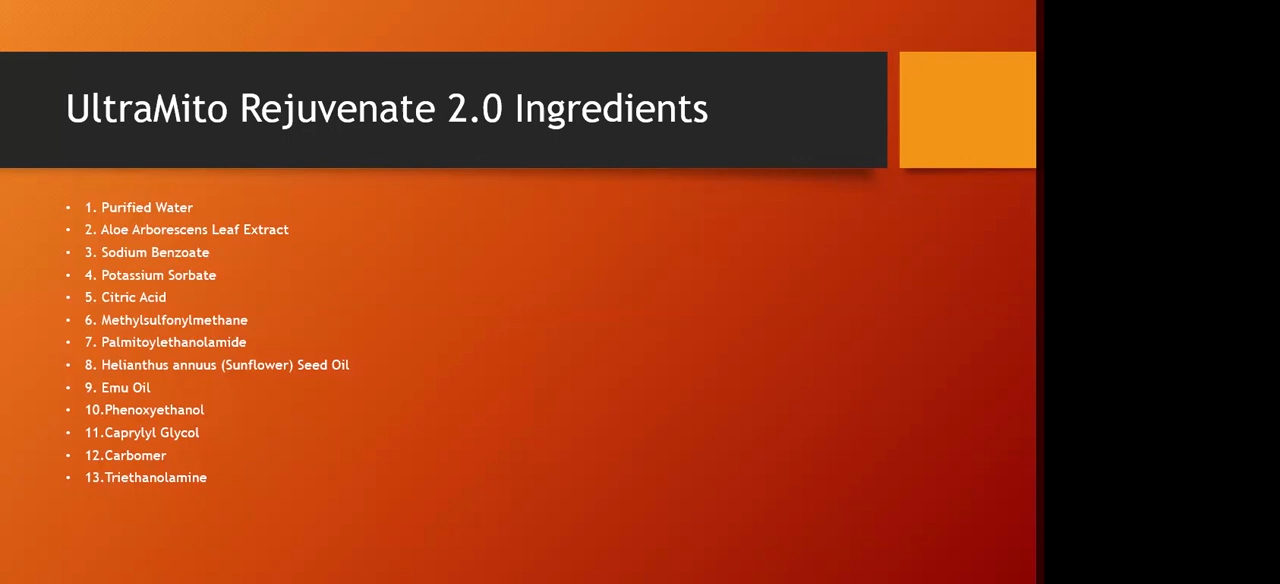 UltraMito Rejuvenate 2.0 Ingredients
• 1. Purified Water
• 2. Aloe Arborescens Leaf Extract
• 3. Sodium Benzoate
• 4. Potassium Sorbate
• 5. Citric Acid
• 6. Methylsulfonylmethane
• 7. Palmitoylethanolamide
• 8. Helianthus annuus (Sunflower) Seed Oil
• 9. Emu Oil
• 10.Phenoxyethanol
• 11.Caprylyl Glycol
• 12.Carbomer
• 13.Triethanolamine